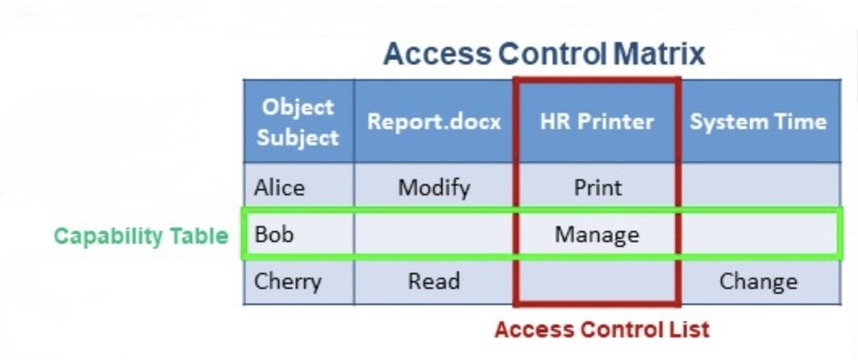 Access Control Matrix
Object Subject Report.docx HR Printer System Time
Alice Modify Print
Capability Table Bob Manage
Cherry Read Change
Access Control List